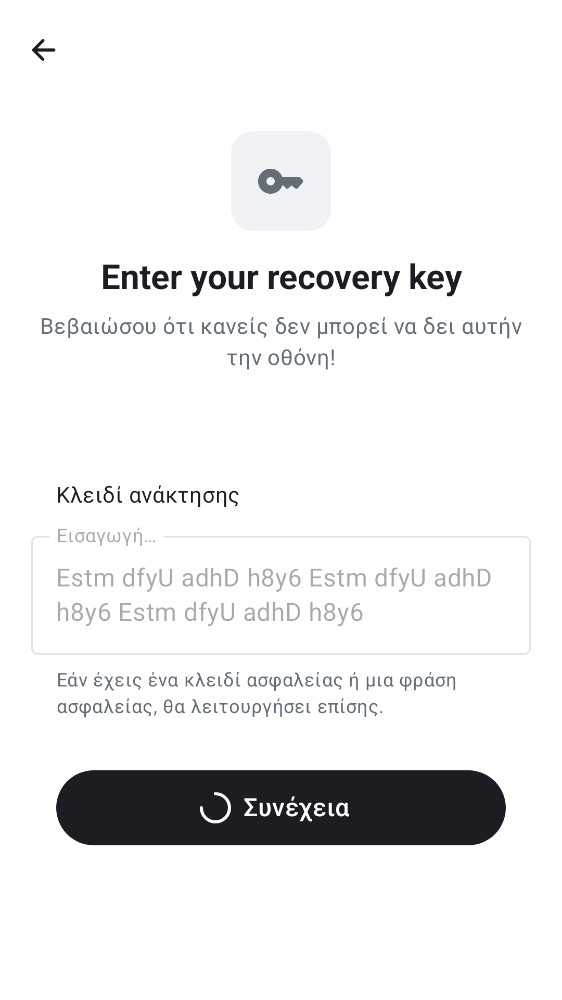 Enter your recovery key
Βεβαιώσου ότι κανείς δεν μπορεί να δει αυτήν
την οθόνη!
Κλειδί ανάκτησης
Εισαγωγή…
Estm dfyU adhD h8y6 Estm dfyU adhD
h8y6 Estm dfyU adhD h8y6
Εάν έχεις ένα κλειδί ασφαλείας ή μια φράση
ασφαλείας, θα λειτουργήσει επίσης.
Συνέχεια